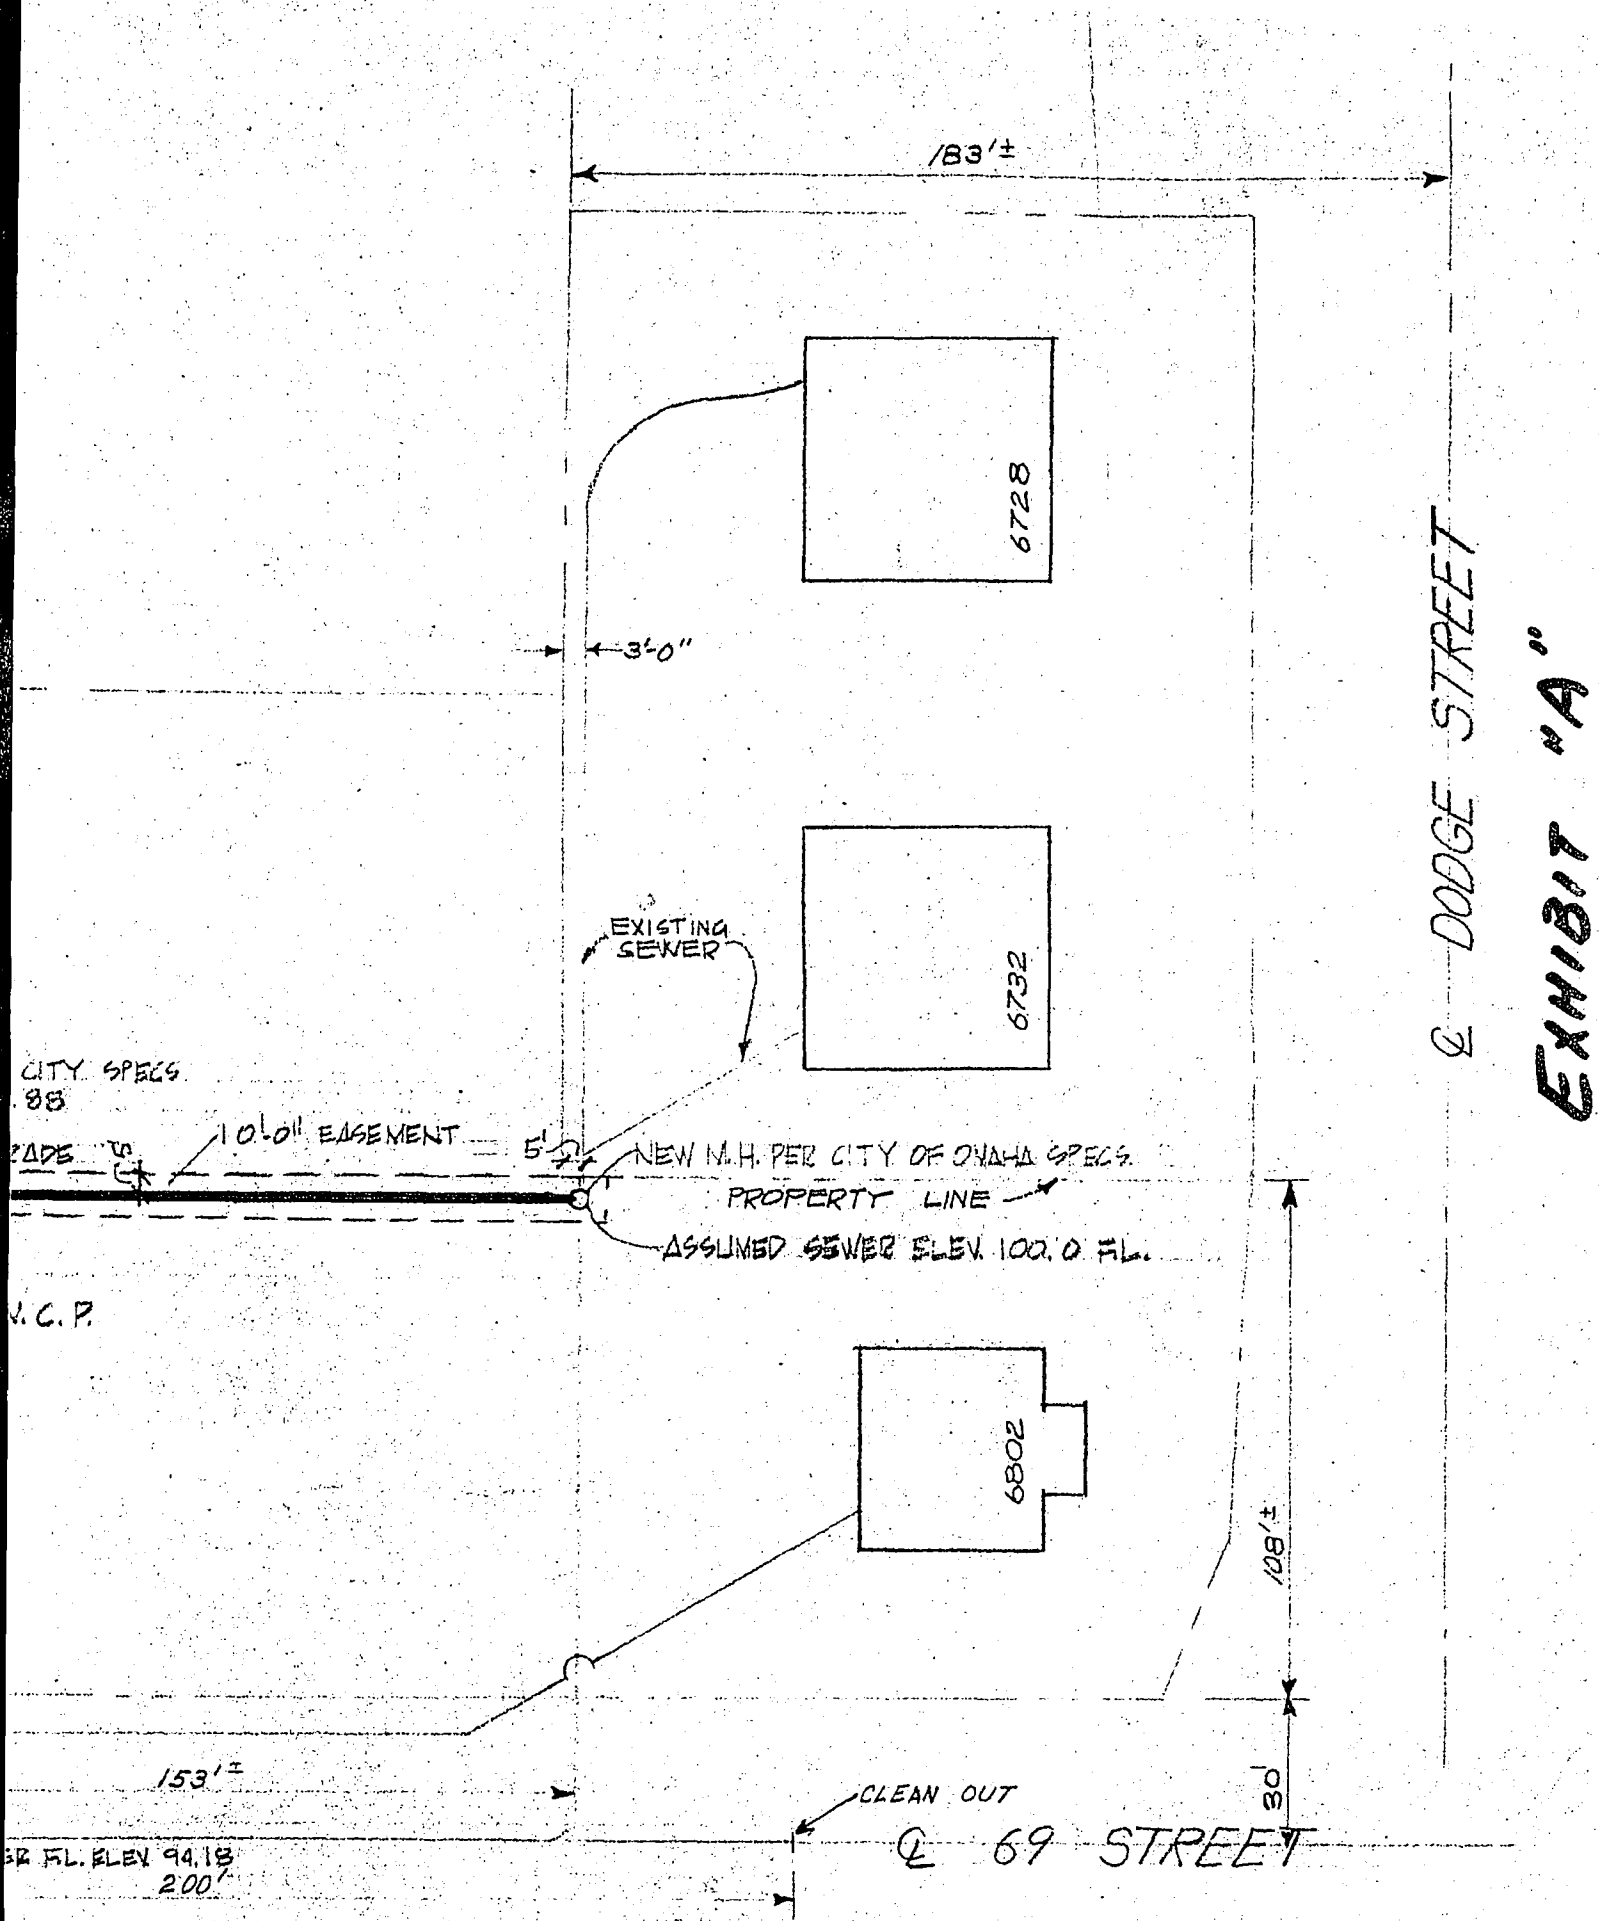 183'±
6728
3'-0"
℄ DODGE STREET
EXHIBIT "A"
EXISTING
SEWER
6732
CITY SPECS.
.88
10'-0" EASEMENT
5'
5'
NEW M.H. PER CITY OF OMAHA SPECS.
PROPERTY LINE
ASSUMED SEWER ELEV. 100.0 F.L.
V.C.P.
6802
108'±
153'±
30'
CLEAN OUT
℄ 69 STREET
FL. ELEV. 94.18
200'